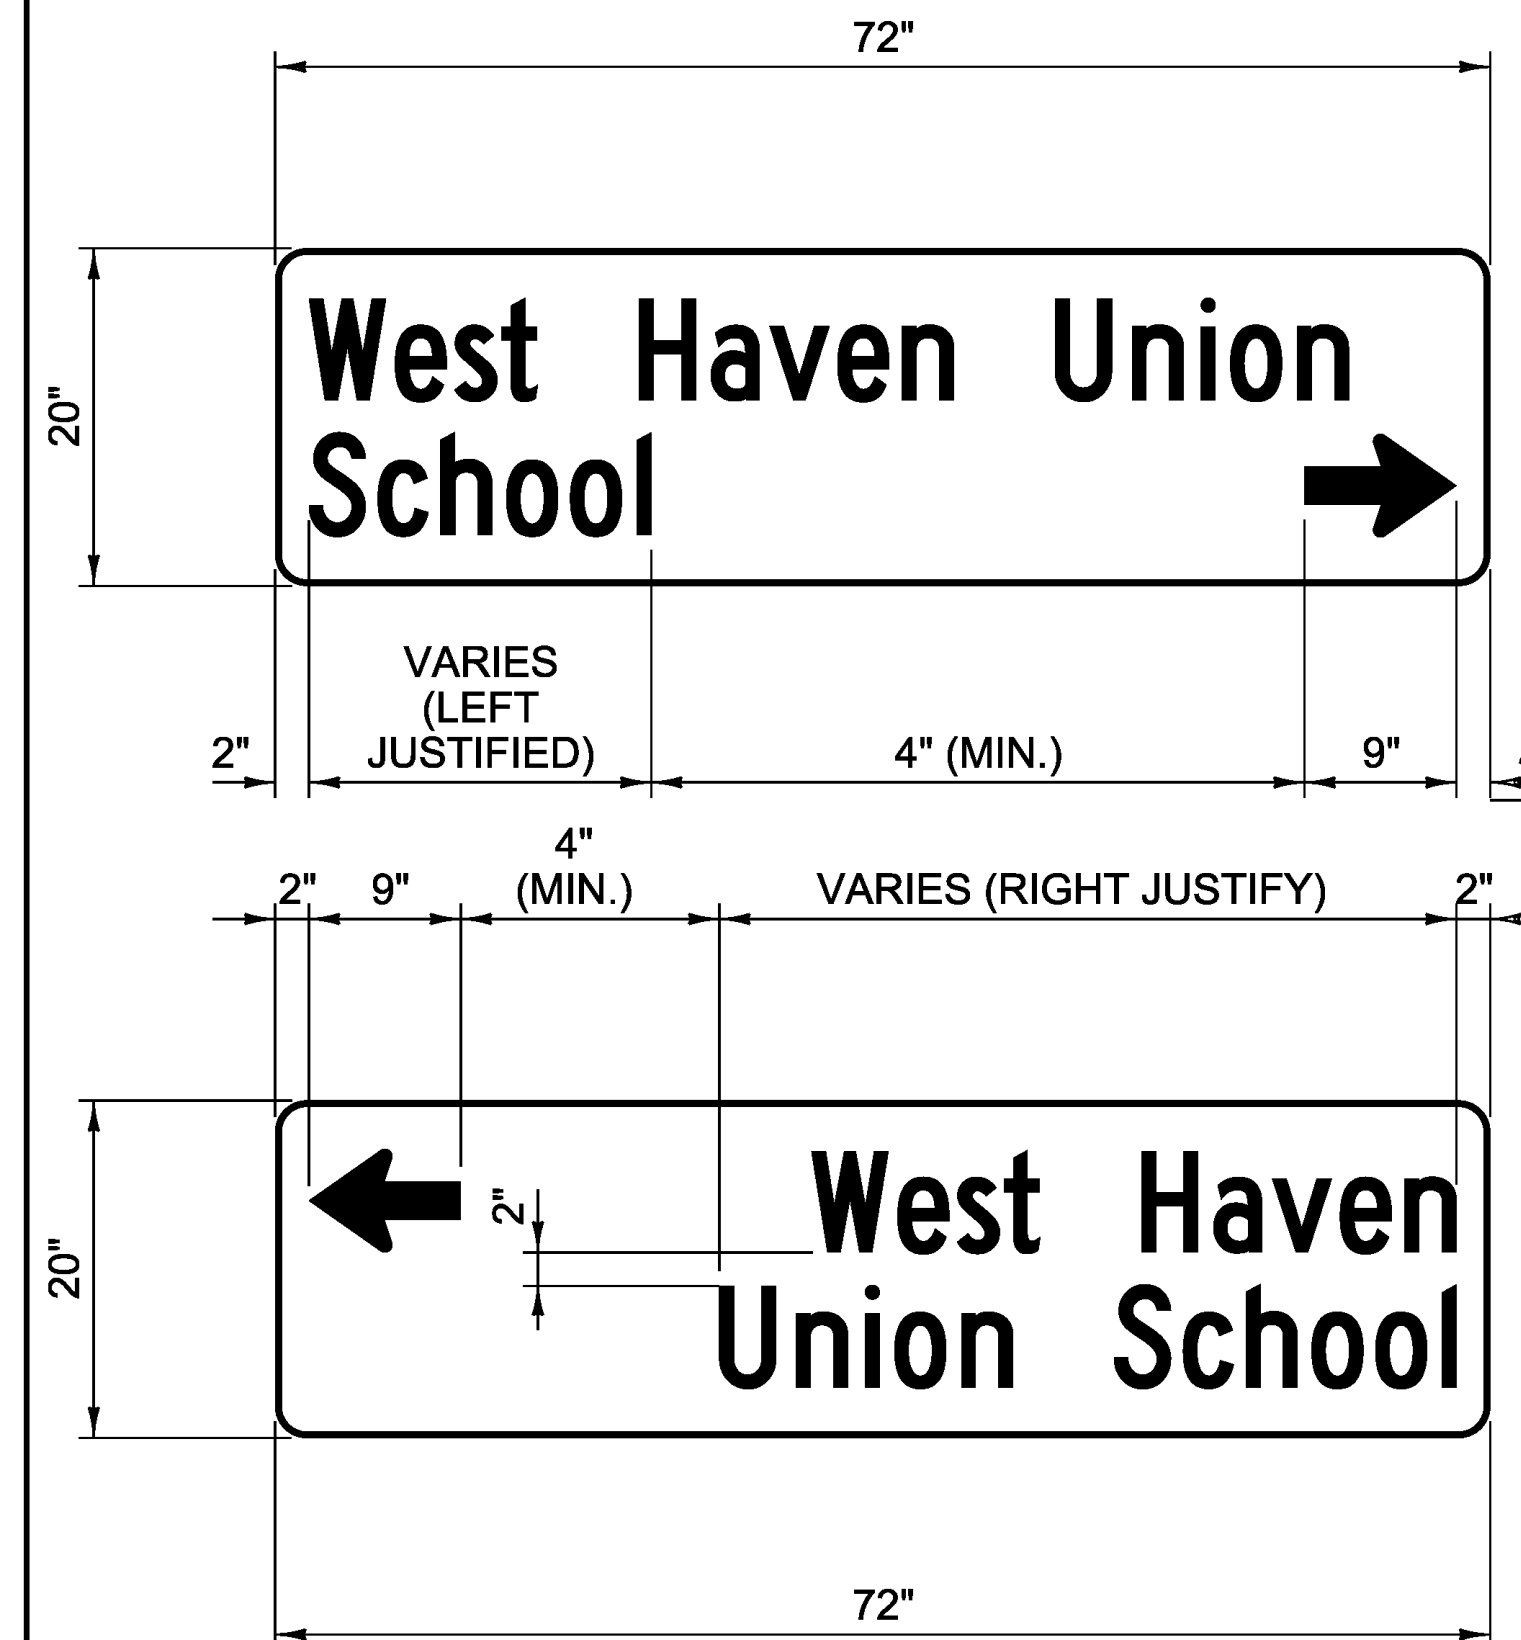 72"
20"
West Haven Union
School
VARIES
(LEFT
JUSTIFIED)
2"
4" (MIN.)
9"
4"
(MIN.)
2"
9"
VARIES (RIGHT JUSTIFY)
2"
20"
2"
West Haven
Union School
72"